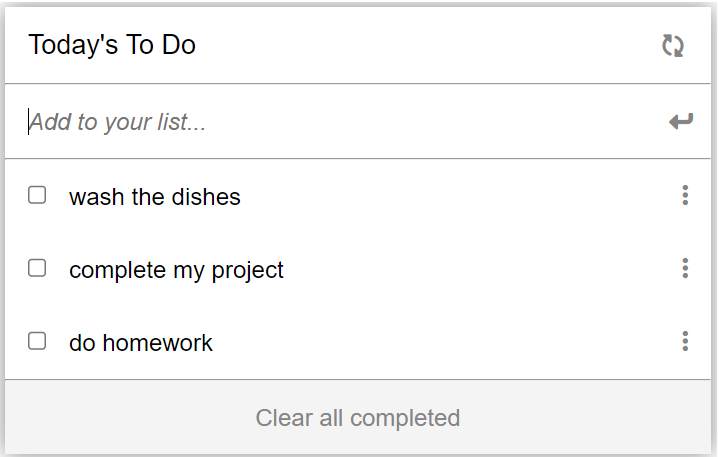 Today's To Do
Add to your list...
wash the dishes
complete my project
do homework
Clear all completed